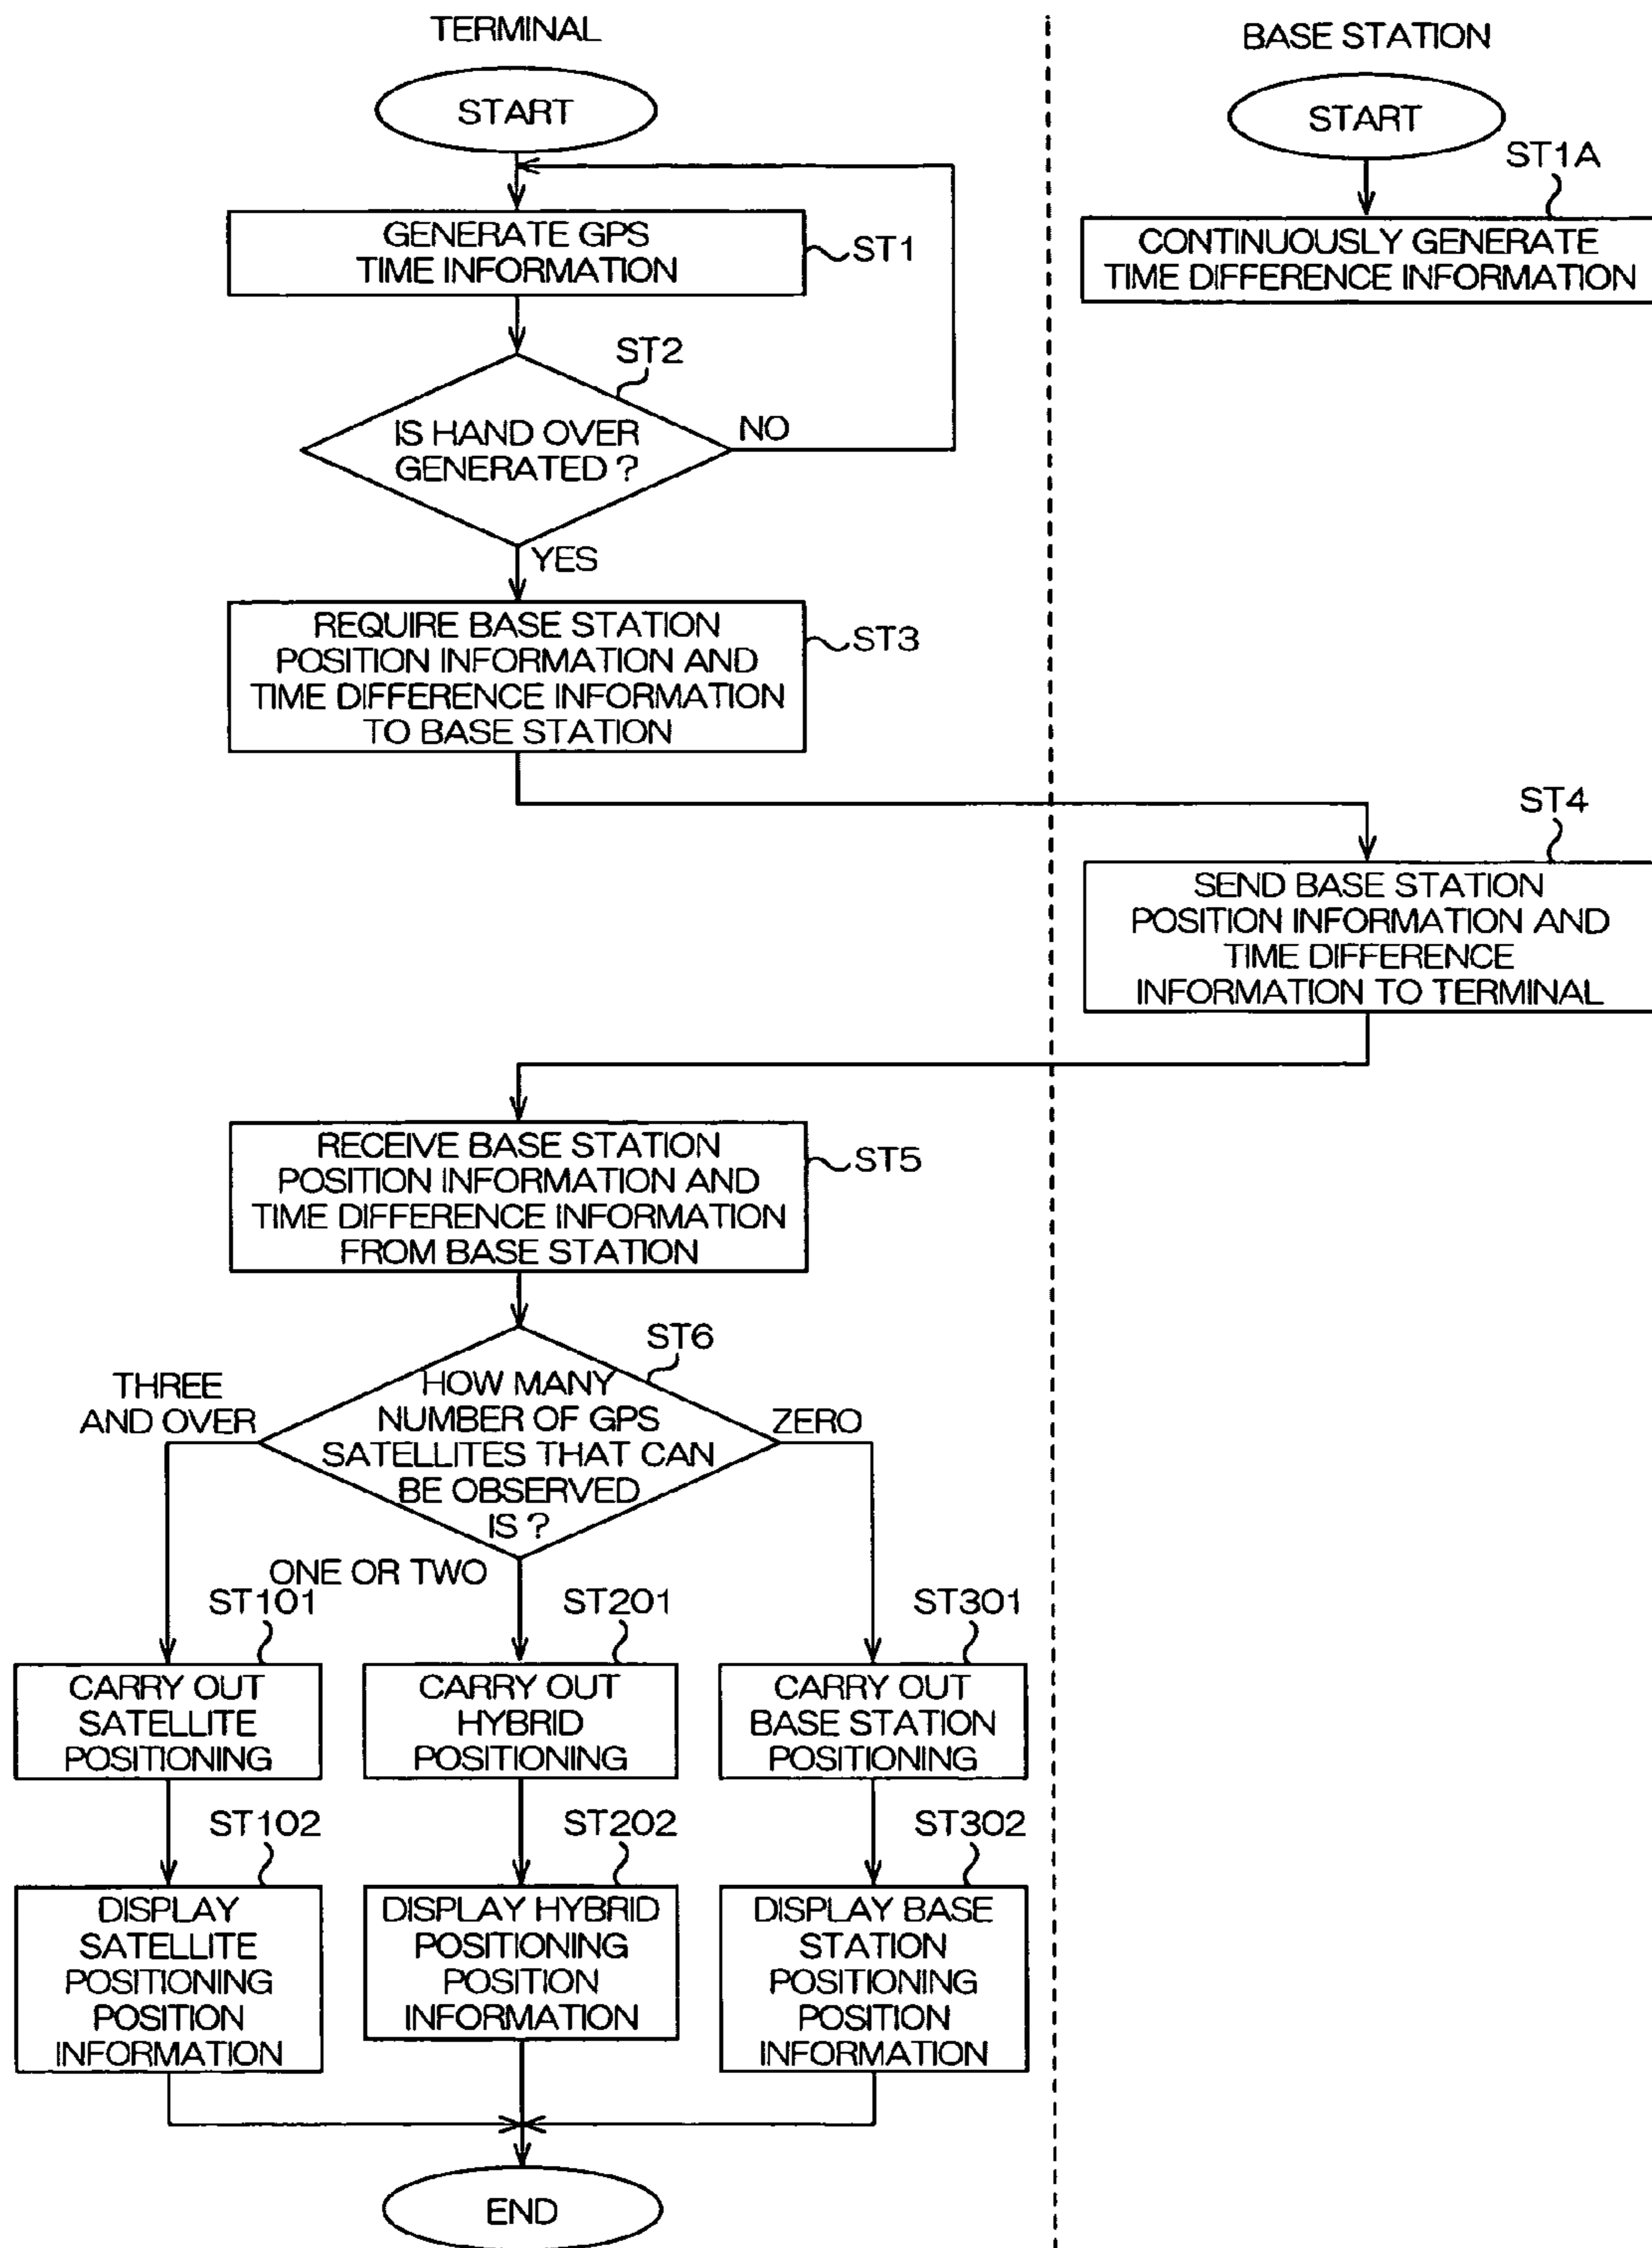 TERMINAL
START
GENERATE GPS
TIME INFORMATION
ST1
ST2
IS HAND OVER
GENERATED ?
NO
YES
REQUIRE BASE STATION
POSITION INFORMATION AND
TIME DIFFERENCE INFORMATION
TO BASE STATION
ST3
BASE STATION
START
ST1A
CONTINUOUSLY GENERATE
TIME DIFFERENCE INFORMATION
ST4
SEND BASE STATION
POSITION INFORMATION AND
TIME DIFFERENCE
INFORMATION TO TERMINAL
RECEIVE BASE STATION
POSITION INFORMATION AND
TIME DIFFERENCE INFORMATION
FROM BASE STATION
ST5
ST6
HOW MANY
NUMBER OF GPS
SATELLITES THAT CAN
BE OBSERVED
IS ?
THREE
AND OVER
ONE OR TWO
ZERO
ST101
CARRY OUT
SATELLITE
POSITIONING
ST201
CARRY OUT
HYBRID
POSITIONING
ST301
CARRY OUT
BASE STATION
POSITIONING
ST102
DISPLAY
SATELLITE
POSITIONING
POSITION
INFORMATION
ST202
DISPLAY HYBRID
POSITIONING
POSITION
INFORMATION
ST302
DISPLAY BASE
STATION
POSITIONING
POSITION
INFORMATION
END